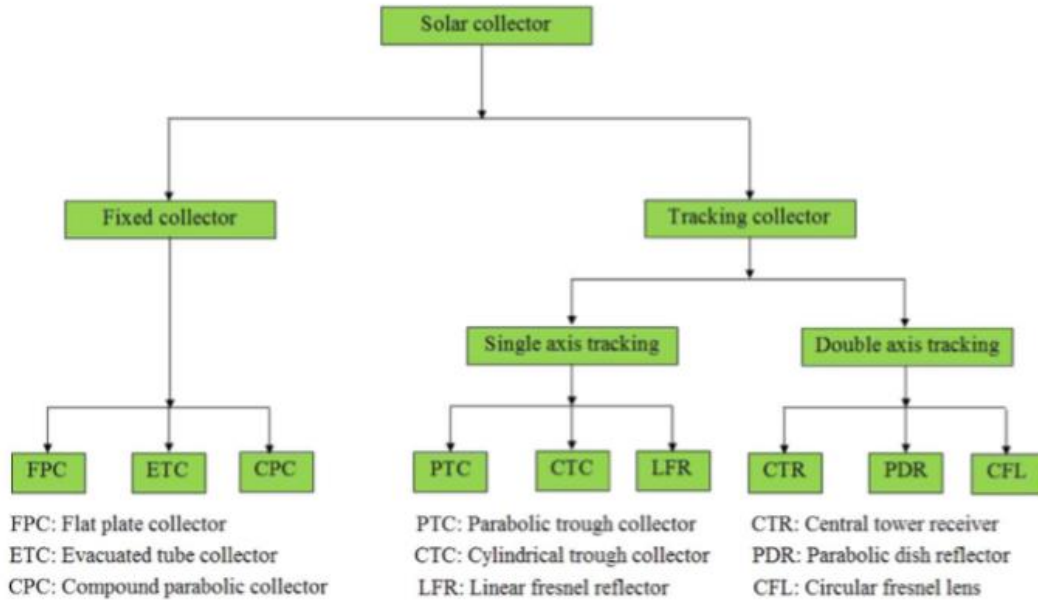 Solar collector
Fixed collector
Tracking collector
Single axis tracking
Double axis tracking
FPC
ETC
CPC
PTC
CTC
LFR
CTR
PDR
CFL
FPC: Flat plate collector
ETC: Evacuated tube collector
CPC: Compound parabolic collector
PTC: Parabolic trough collector
CTC: Cylindrical trough collector
LFR: Linear fresnel reflector
CTR: Central tower receiver
PDR: Parabolic dish reflector
CFL: Circular fresnel lens